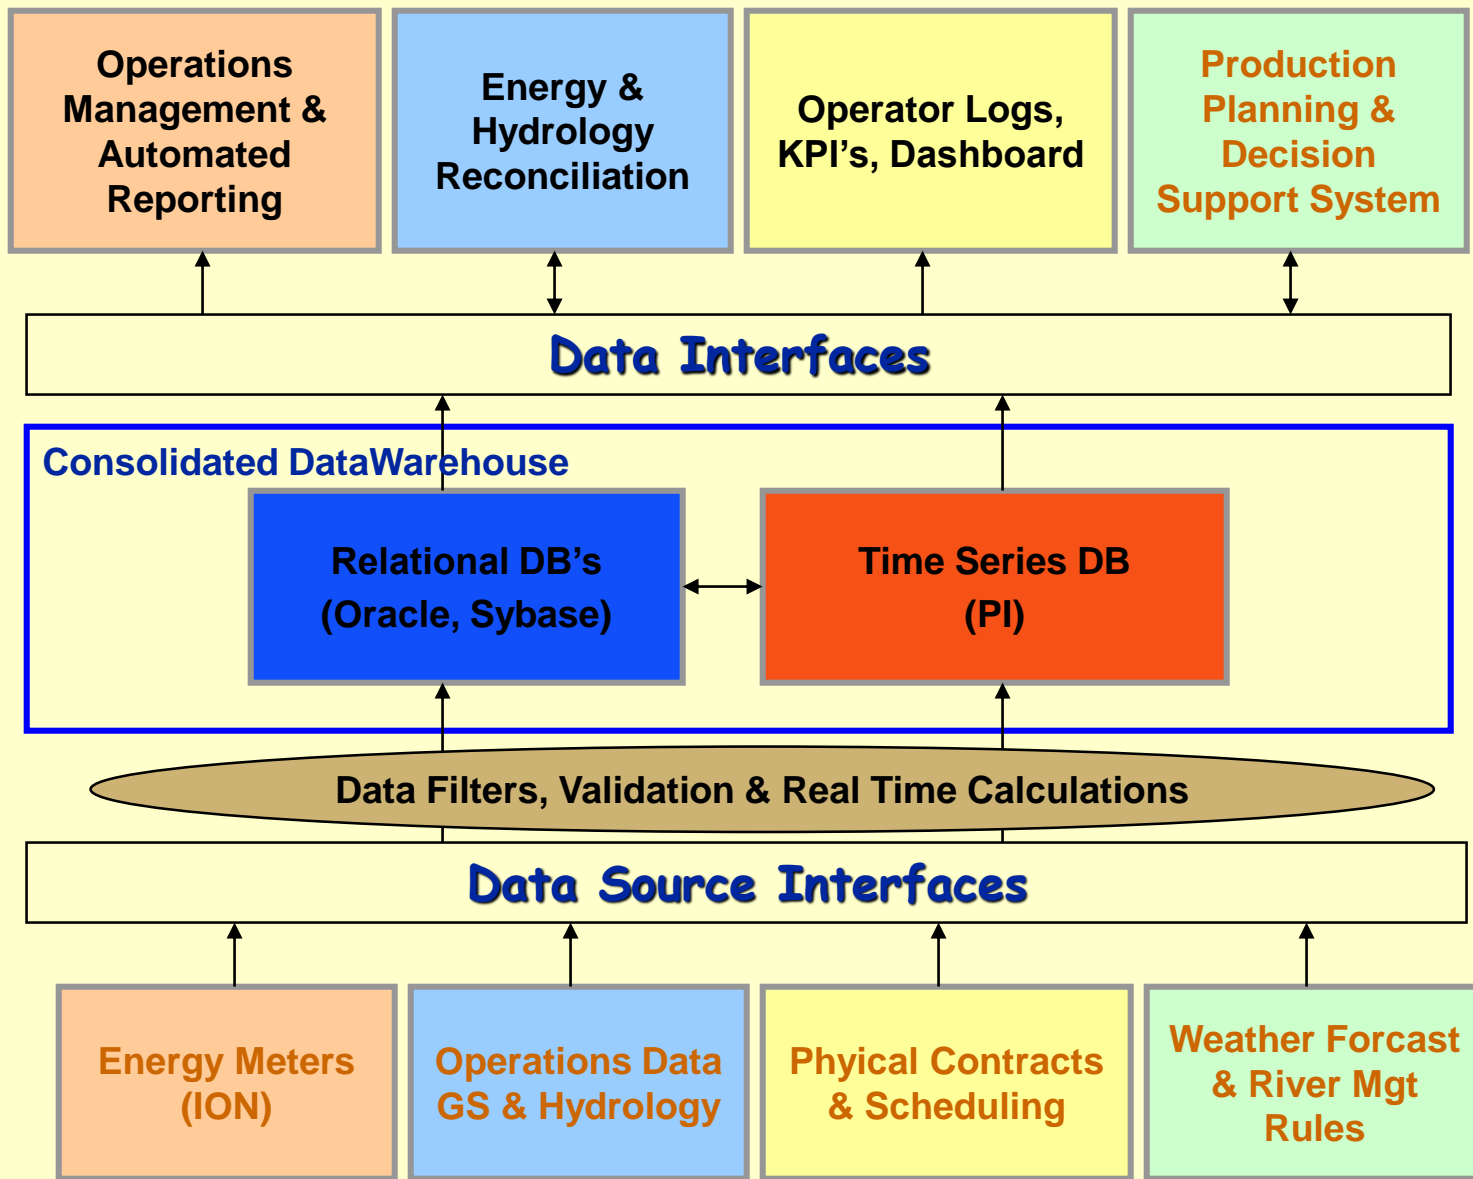 Operations
Management &
Automated
Reporting
Energy &
Hydrology
Reconciliation
Operator Logs,
KPI's, Dashboard
Production
Planning &
Decision
Support System
Data Interfaces
Consolidated DataWarehouse
Relational DB's
(Oracle, Sybase)
Time Series DB
(PI)
Data Filters, Validation & Real Time Calculations
Data Source Interfaces
Energy Meters
(ION)
Operations Data
GS & Hydrology
Phyical Contracts
& Scheduling
Weather Forcast
& River Mgt
Rules